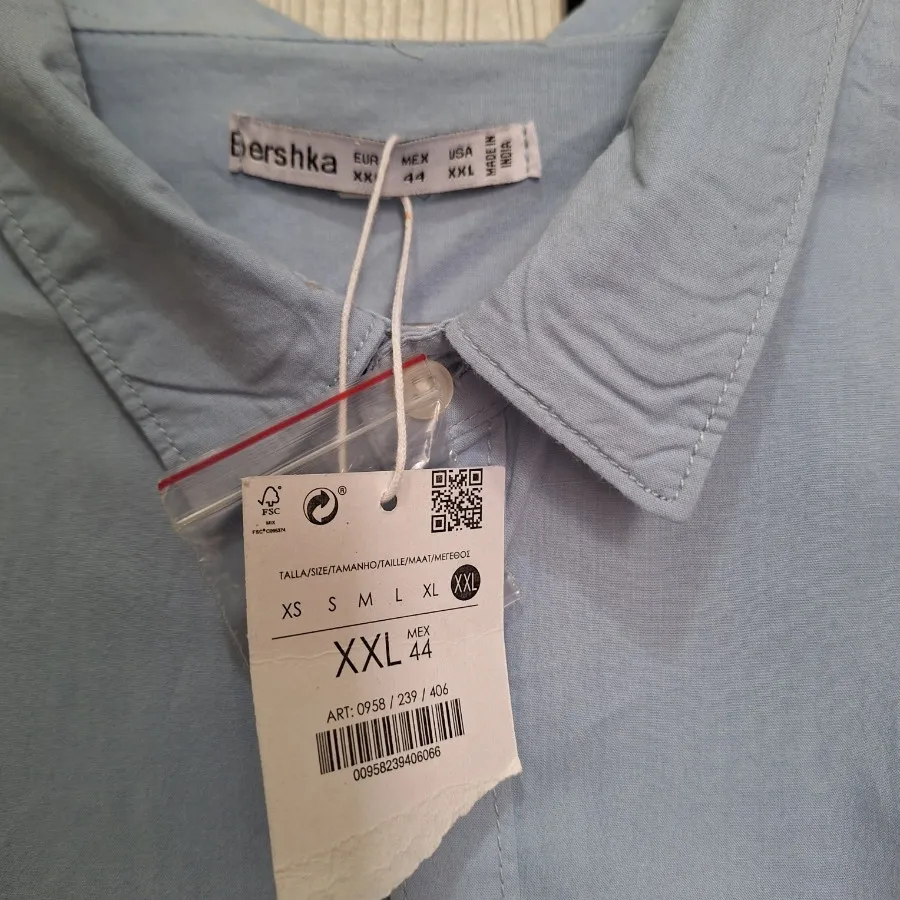 Bershka
EUR MEX USA
XXL 44 XXL
MADE IN
INDIA
FSC
MIX
®
TALLA/SIZE/TAMANHO/TAILLE/MAAT/ΜΕΓΕΘΟΣ
XS S M L XL XXL
XXL MEX 44
ART: 0958 / 239 / 406
00958239406066